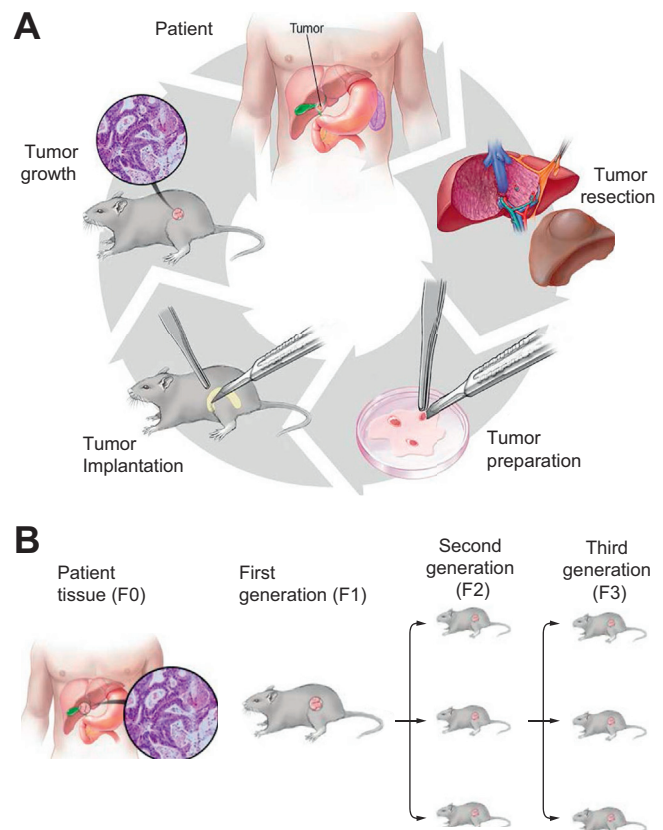 A
Patient
Tumor
Tumor
growth
Tumor
resection
Tumor
Implantation
Tumor
preparation
B
Patient
tissue (F0)
First
generation (F1)
Second
generation
(F2)
Third
generation
(F3)